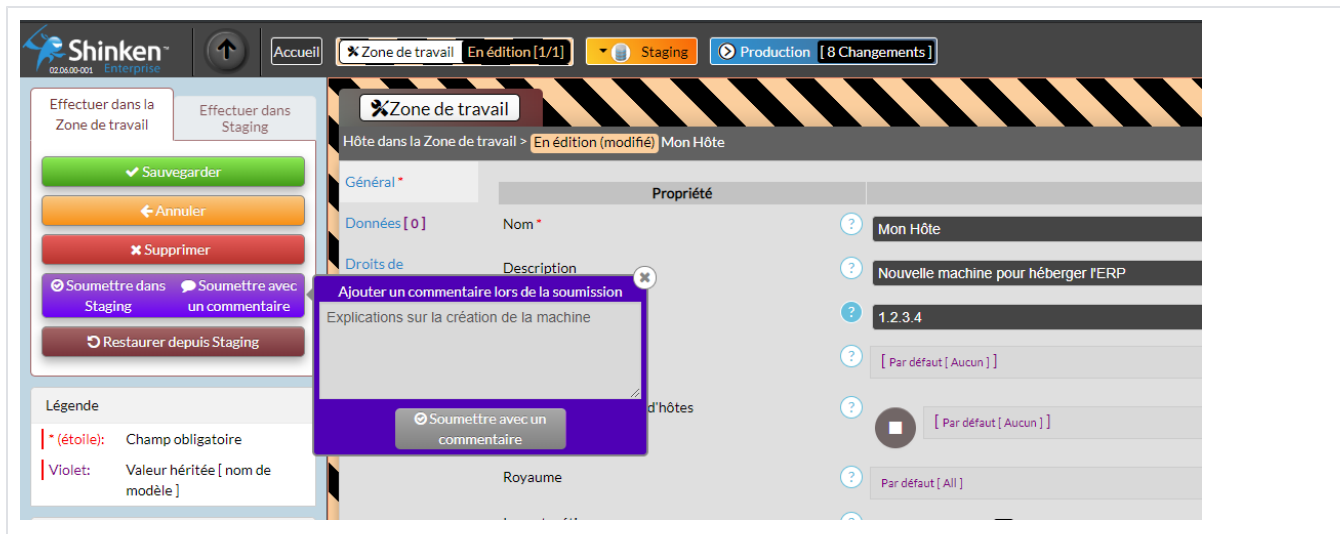 Shinken™
02.06.00-001 Enterprise
Accueil
Zone de travail En édition [1/1]
Staging
Production [ 8 Changements ]
Effectuer dans la
Zone de travail
Effectuer dans
Staging
Sauvegarder
Annuler
Supprimer
Soumettre dans
Staging
Soumettre avec
un commentaire
Restaurer depuis Staging
Légende
* (étoile): Champ obligatoire
Violet: Valeur héritée [ nom de
modèle ]
Zone de travail
Hôte dans la Zone de travail > En édition (modifié) Mon Hôte
Général *
Données [ 0 ]
Droits de
Propriété
Nom * ? Mon Hôte
Description ? Nouvelle machine pour héberger l'ERP
? 1.2.3.4
? [ Par défaut [ Aucun ] ]
d'hôtes ? [ Par défaut [ Aucun ] ]
Royaume ? Par défaut [ All ]
Ajouter un commentaire lors de la soumission
Explications sur la création de la machine
Soumettre avec un
commentaire